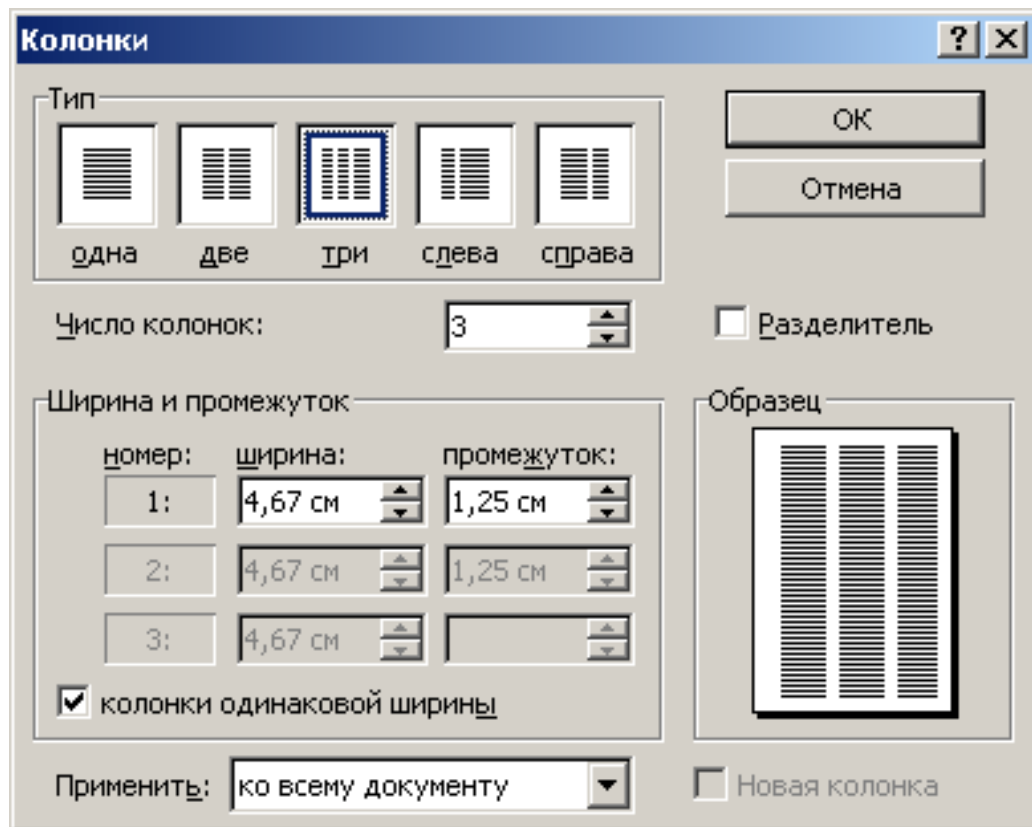 Колонки
Тип
одна две три слева справа
ОК
Отмена
Число колонок: 3
Разделитель
Ширина и промежуток
номер: ширина: промежуток:
1: 4,67 см 1,25 см
2: 4,67 см 1,25 см
3: 4,67 см
колонки одинаковой ширины
Образец
Применить: ко всему документу
Новая колонка